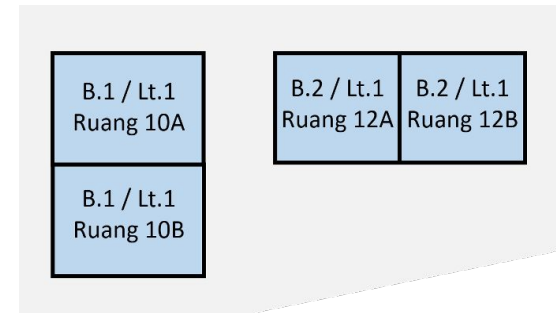 B.1 / Lt.1
Ruang 10A
B.1 / Lt.1
Ruang 10B
B.2 / Lt.1
Ruang 12A
B.2 / Lt.1
Ruang 12B